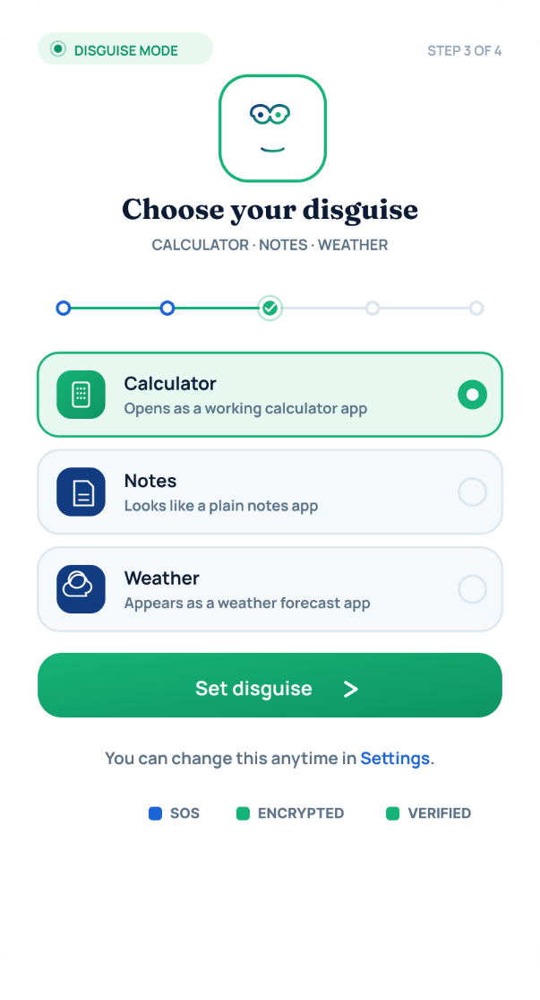 DISGUISE MODE
STEP 3 OF 4
Choose your disguise
CALCULATOR · NOTES · WEATHER
Calculator
Opens as a working calculator app
Notes
Looks like a plain notes app
Weather
Appears as a weather forecast app
Set disguise
You can change this anytime in Settings.
SOS ENCRYPTED VERIFIED